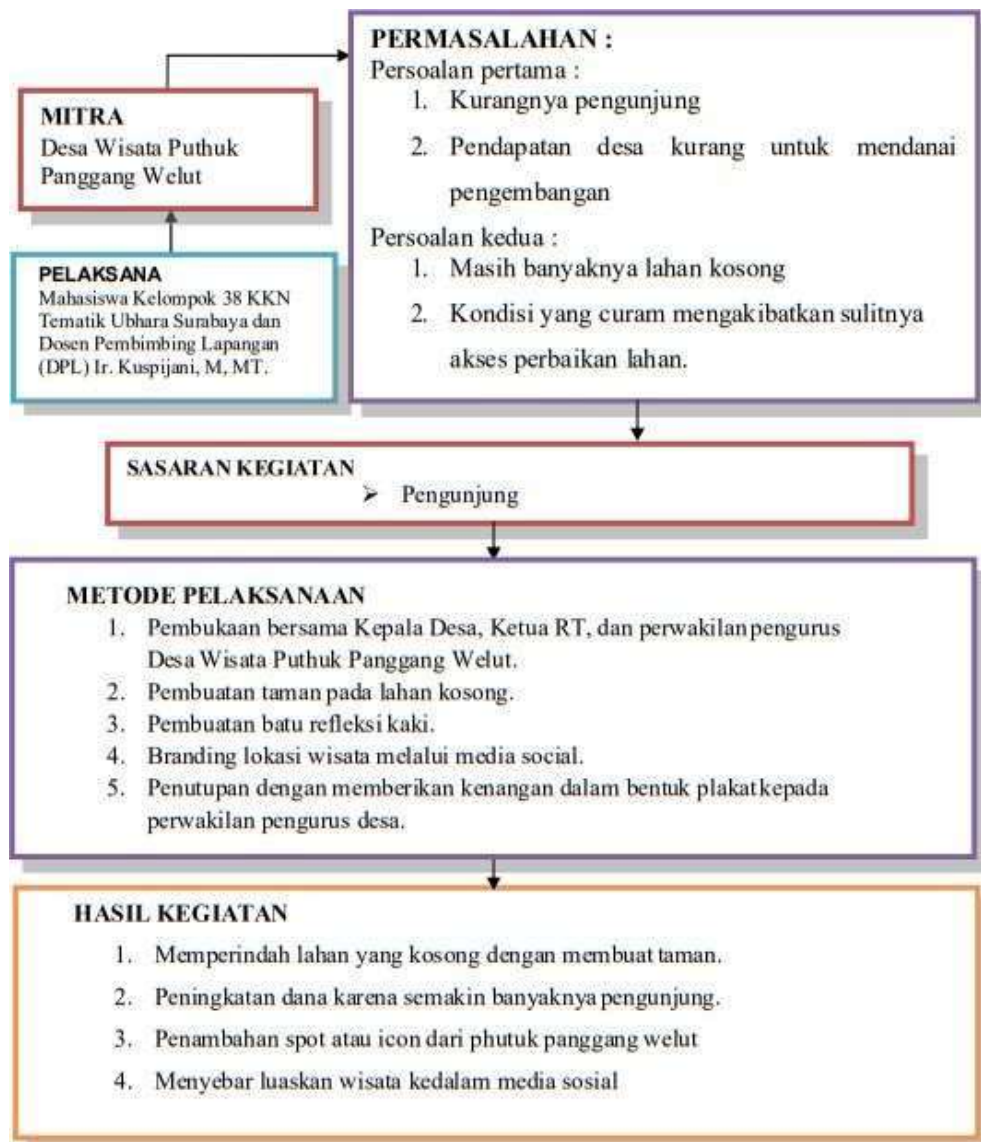 MITRA
Desa Wisata Puthuk
Panggang Welut
PELAKSANA
Mahasiswa Kelompok 38 KKN
Tematik Ubhara Surabaya dan
Dosen Pembimbing Lapangan
(DPL) Ir. Kuspijani, M, MT.
PERMASALAHAN :
Persoalan pertama :
1. Kurangnya pengunjung
2. Pendapatan desa kurang untuk mendanai
pengembangan
Persoalan kedua :
1. Masih banyaknya lahan kosong
2. Kondisi yang curam mengakibatkan sulitnya
akses perbaikan lahan.
SASARAN KEGIATAN
➢ Pengunjung
METODE PELAKSANAAN
1. Pembukaan bersama Kepala Desa, Ketua RT, dan perwakilan pengurus
Desa Wisata Puthuk Panggang Welut.
2. Pembuatan taman pada lahan kosong.
3. Pembuatan batu refleksi kaki.
4. Branding lokasi wisata melalui media social.
5. Penutupan dengan memberikan kenangan dalam bentuk plakat kepada
perwakilan pengurus desa.
HASIL KEGIATAN
1. Memperindah lahan yang kosong dengan membuat taman.
2. Peningkatan dana karena semakin banyaknya pengunjung.
3. Penambahan spot atau icon dari phutuk panggang welut
4. Menyebar luaskan wisata kedalam media sosial